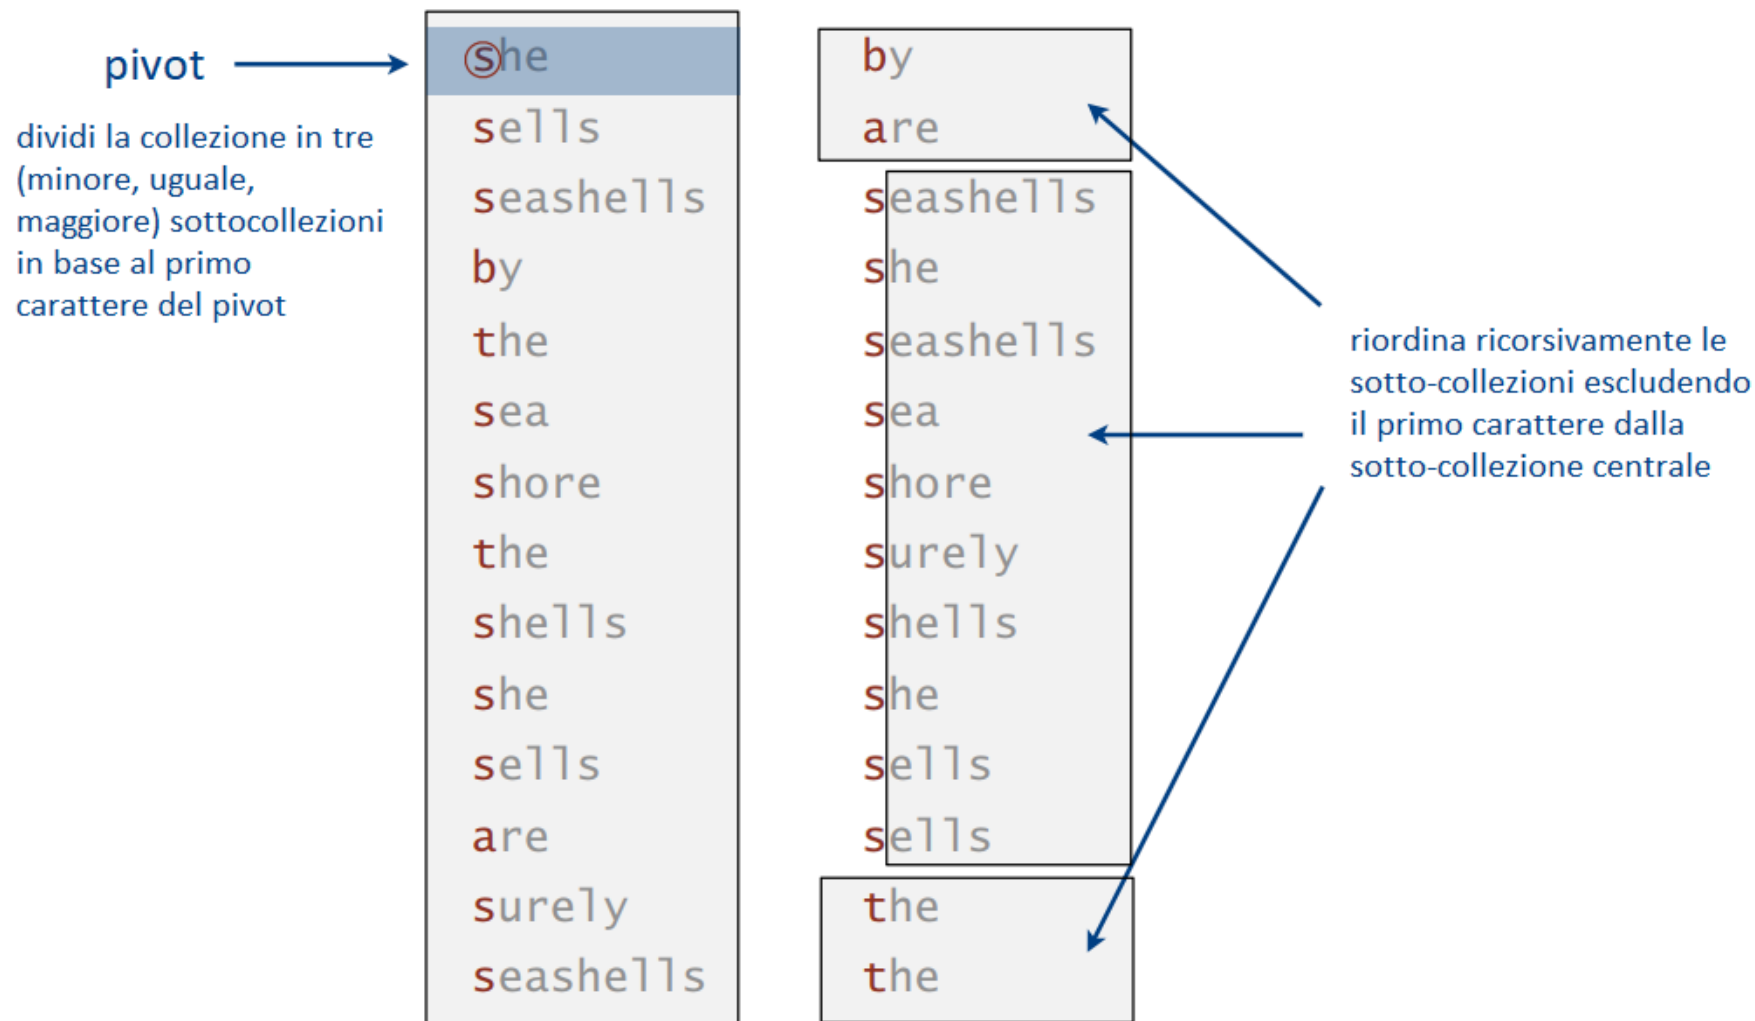 pivot
dividi la collezione in tre
(minore, uguale,
maggiore) sottocollezioni
in base al primo
carattere del pivot
she
sells
seashells
by
the
sea
shore
the
shells
she
sells
are
surely
seashells
by
are
seashells
she
seashells
sea
shore
surely
shells
she
sells
sells
the
the
riordina ricorsivamente le
sotto-collezioni escludendo
il primo carattere dalla
sotto-collezione centrale